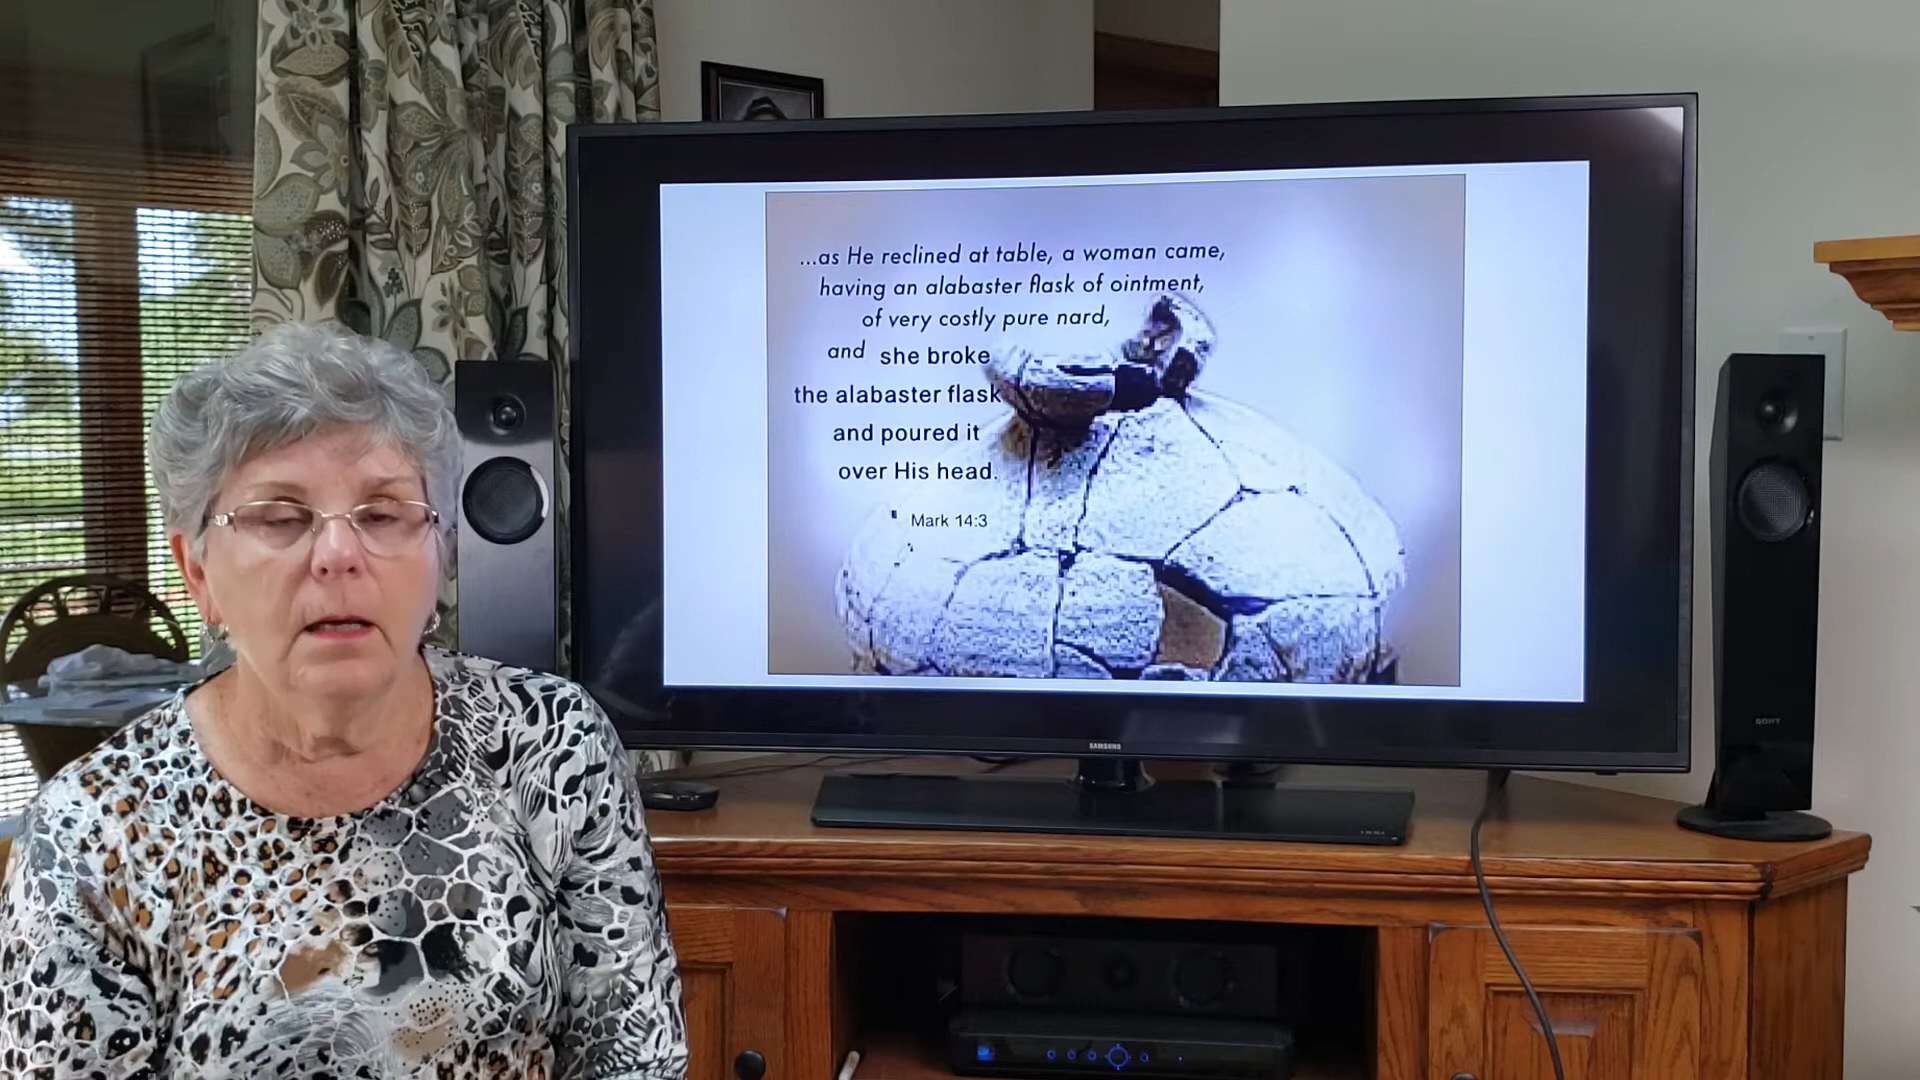 ...as He reclined at table, a woman came,
having an alabaster flask of ointment,
of very costly pure nard,
and she broke
the alabaster flask
and poured it
over His head.
Mark 14:3
SAMSUNG
SONY